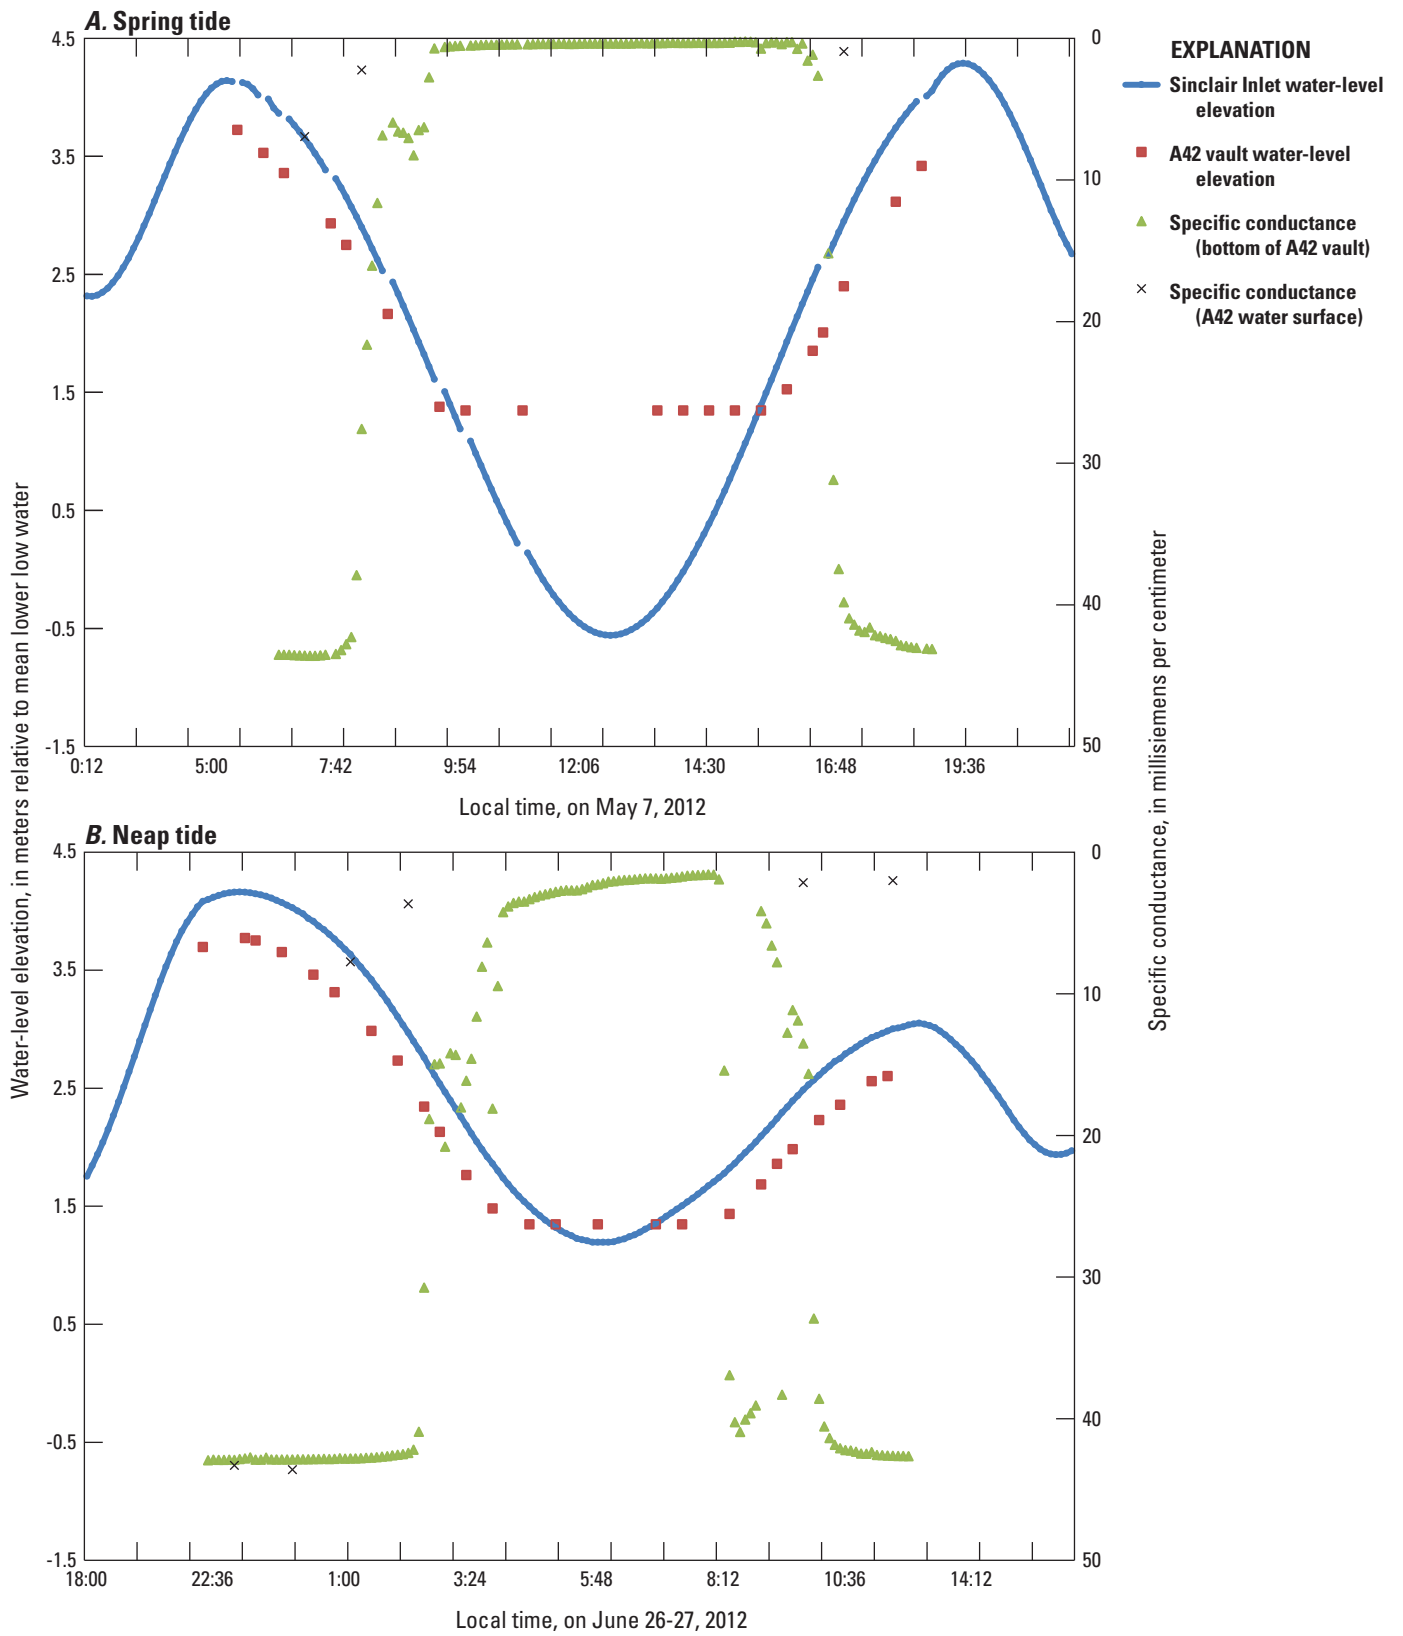 A. Spring tide
4.5
3.5
2.5
1.5
0.5
-0.5
-1.5
0
10
20
30
40
50
0:12 5:00 7:42 9:54 12:06 14:30 16:48 19:36
Local time, on May 7, 2012
EXPLANATION
Sinclair Inlet water-level
elevation
A42 vault water-level
elevation
Specific conductance
(bottom of A42 vault)
Specific conductance
(A42 water surface)
Water-level elevation, in meters relative to mean lower low water
Specific conductance, in millisiemens per centimeter
B. Neap tide
4.5
3.5
2.5
1.5
0.5
-0.5
-1.5
0
10
20
30
40
50
18:00 22:36 1:00 3:24 5:48 8:12 10:36 14:12
Local time, on June 26-27, 2012